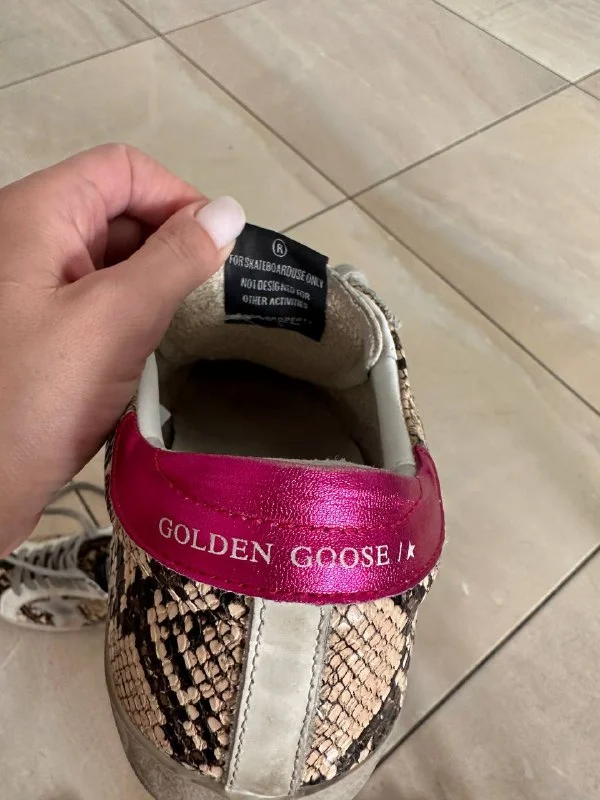 ®
FOR SKATEBOARD USE ONLY
NOT DESIGNED FOR
OTHER ACTIVITIES
GOLDEN GOOSE /★